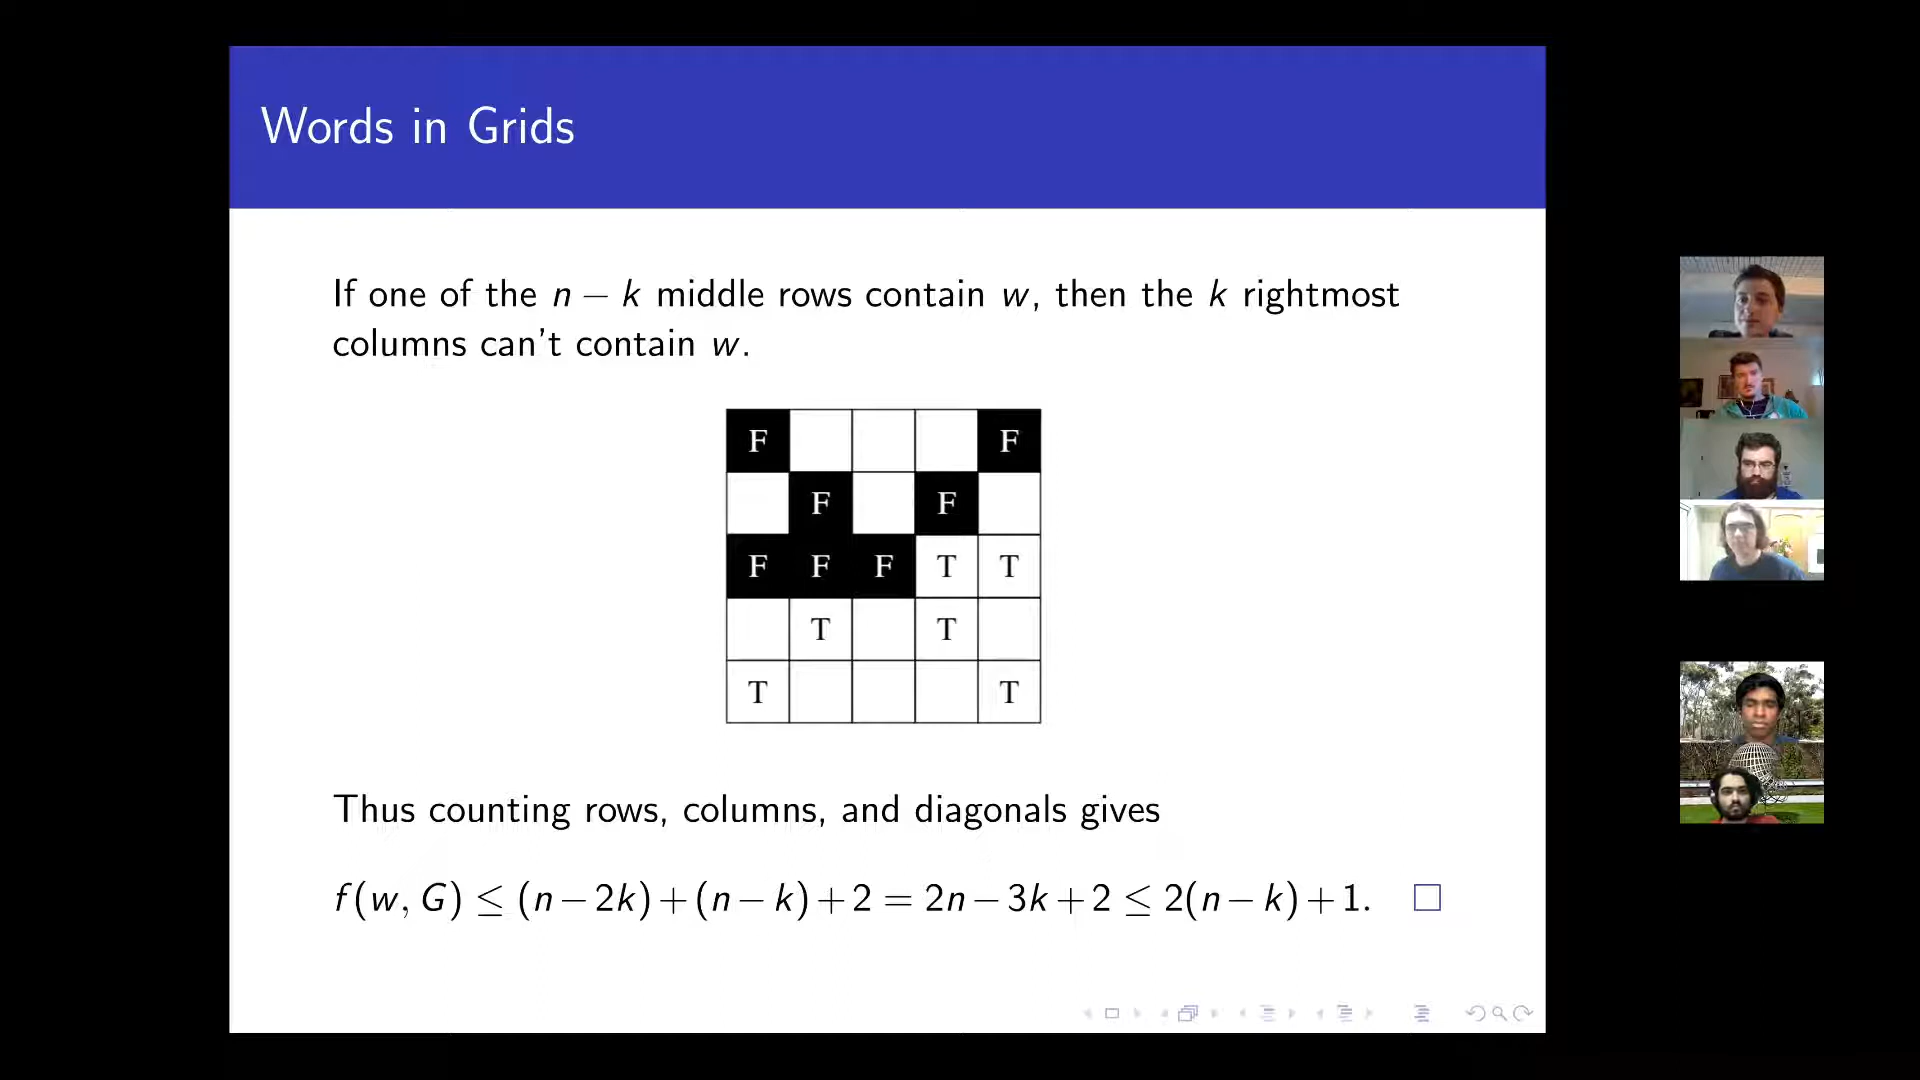 Words in Grids
If one of the n − k middle rows contain w, then the k rightmost
columns can't contain w.
F F
F F
F F F T T
T T
T T
Thus counting rows, columns, and diagonals gives
f(w, G) ≤ (n − 2k) + (n − k) + 2 = 2n − 3k + 2 ≤ 2(n − k) + 1. □